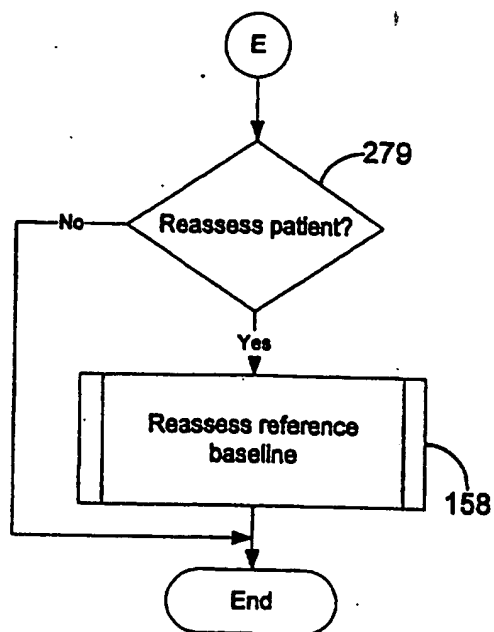 E
279
Reassess patient?
No
Yes
Reassess reference
baseline
158
End